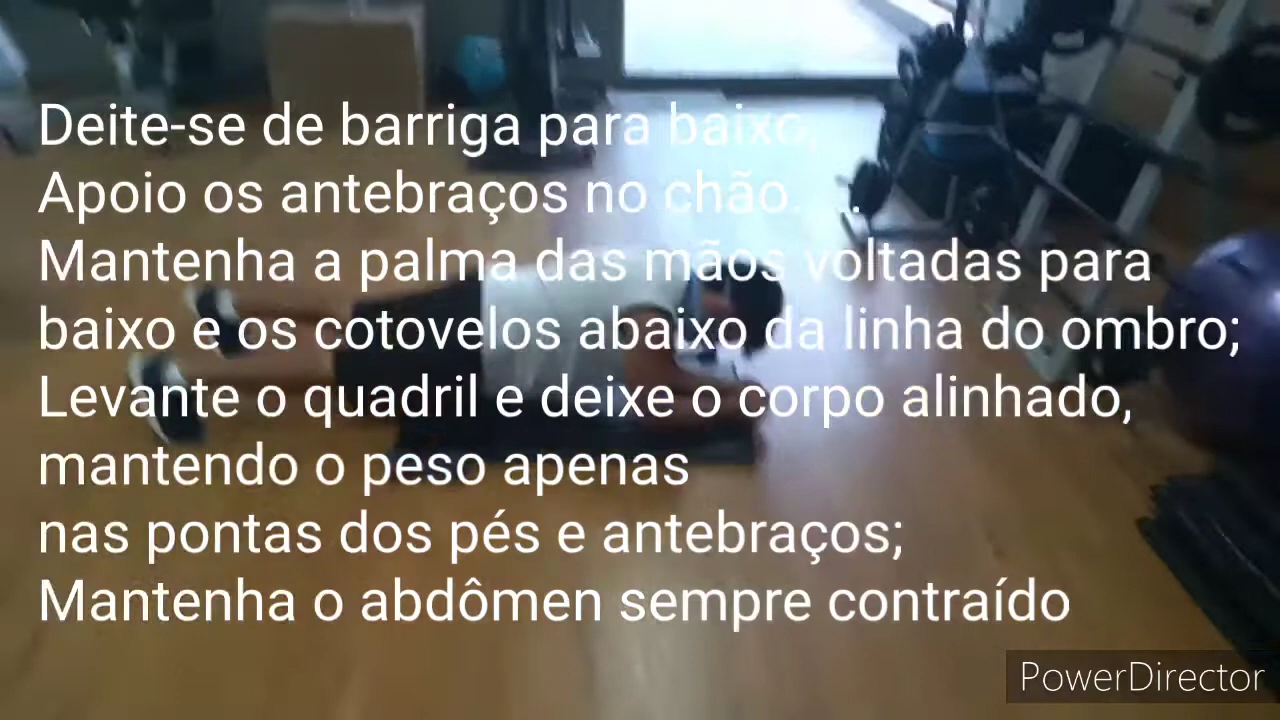 Deite-se de barriga para baixo,
Apoio os antebraços no chão. .
Mantenha a palma das mãos voltadas para
baixo e os cotovelos abaixo da linha do ombro;
Levante o quadril e deixe o corpo alinhado,
mantendo o peso apenas
nas pontas dos pés e antebraços;
Mantenha o abdômen sempre contraído
PowerDirector